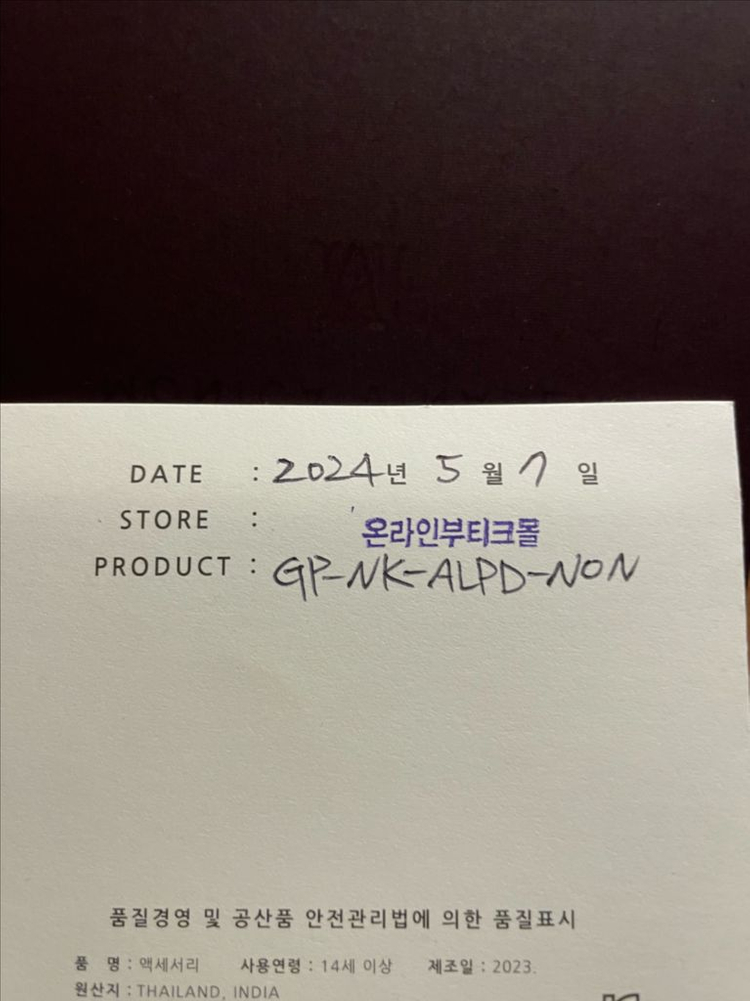 DATE : 2024년 5월 7일
STORE : 온라인부티크몰
PRODUCT : GP-NK-ALPD-NON
품질경영 및 공산품 안전관리법에 의한 품질표시
품 명 : 액세서리 사용연령 : 14세 이상 제조일 : 2023.
원산지 : THAILAND, INDIA